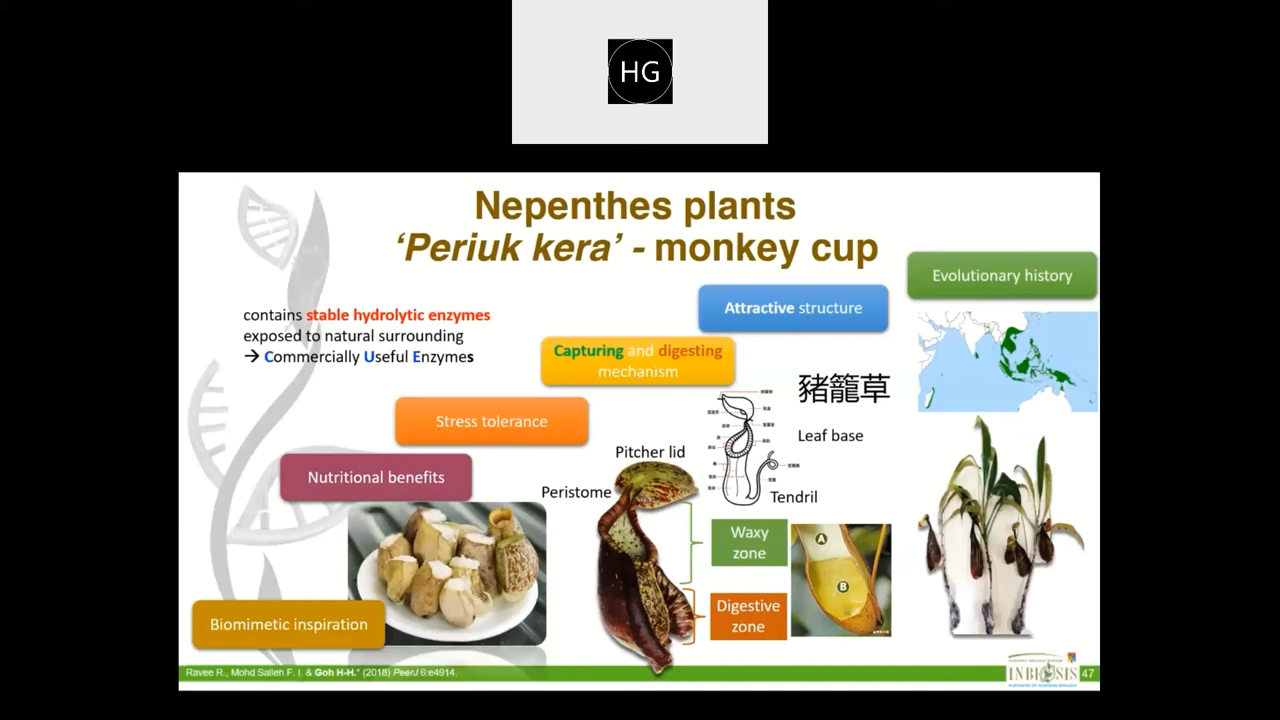 HG
Nepenthes plants
‘Periuk kera’ - monkey cup
Evolutionary history
Attractive structure
contains stable hydrolytic enzymes
exposed to natural surrounding
→ Commercially Useful Enzymes
Capturing and digesting
mechanism
豬籠草
Stress tolerance
Leaf base
Pitcher lid
Nutritional benefits
Peristome
Tendril
Waxy
zone
A
B
Digestive
zone
Biomimetic inspiration
Ravee R., Mohd Salleh F. I. & Goh H-H.* (2018) PeerJ 6:e4914.
INBIOSIS
47